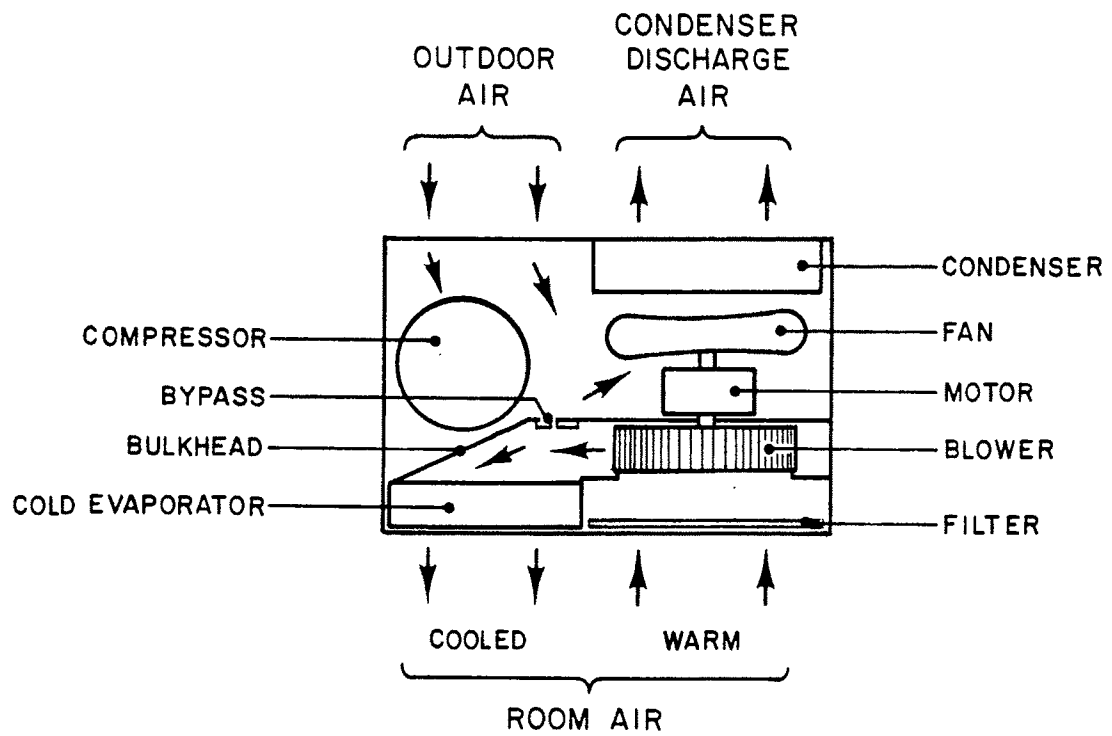 OUTDOOR
AIR
CONDENSER
DISCHARGE
AIR
CONDENSER
COMPRESSOR
FAN
BYPASS
MOTOR
BULKHEAD
BLOWER
COLD EVAPORATOR
FILTER
COOLED
WARM
ROOM AIR